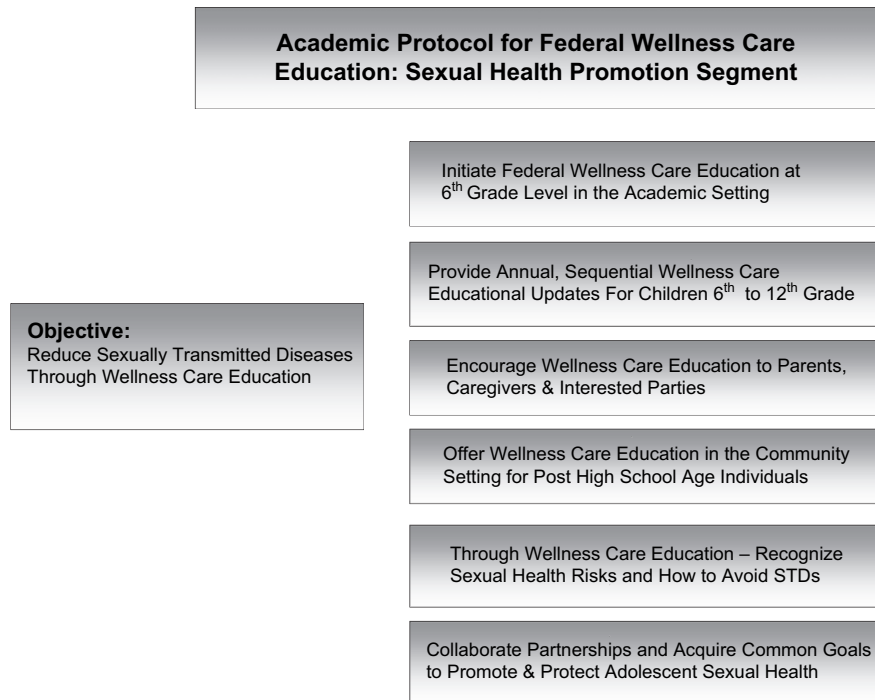 Academic Protocol for Federal Wellness Care
Education: Sexual Health Promotion Segment
Initiate Federal Wellness Care Education at
6th Grade Level in the Academic Setting
Provide Annual, Sequential Wellness Care
Educational Updates For Children 6th to 12th Grade
Objective:
Reduce Sexually Transmitted Diseases
Through Wellness Care Education
Encourage Wellness Care Education to Parents,
Caregivers & Interested Parties
Offer Wellness Care Education in the Community
Setting for Post High School Age Individuals
Through Wellness Care Education – Recognize
Sexual Health Risks and How to Avoid STDs
Collaborate Partnerships and Acquire Common Goals
to Promote & Protect Adolescent Sexual Health